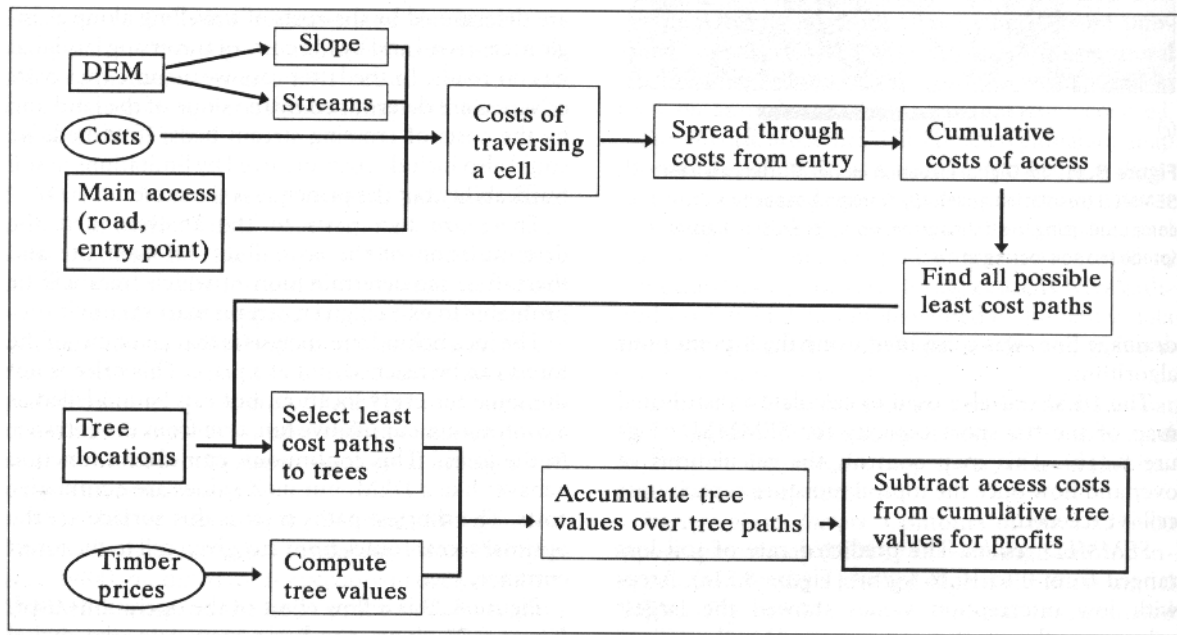 Slope
DEM
Streams
Costs
Costs of
traversing
a cell
Spread through
costs from entry
Cumulative
costs of access
Main access
(road,
entry point)
Find all possible
least cost paths
Tree
locations
Select least
cost paths
to trees
Accumulate tree
values over tree paths
Subtract access costs
from cumulative tree
values for profits
Timber
prices
Compute
tree values